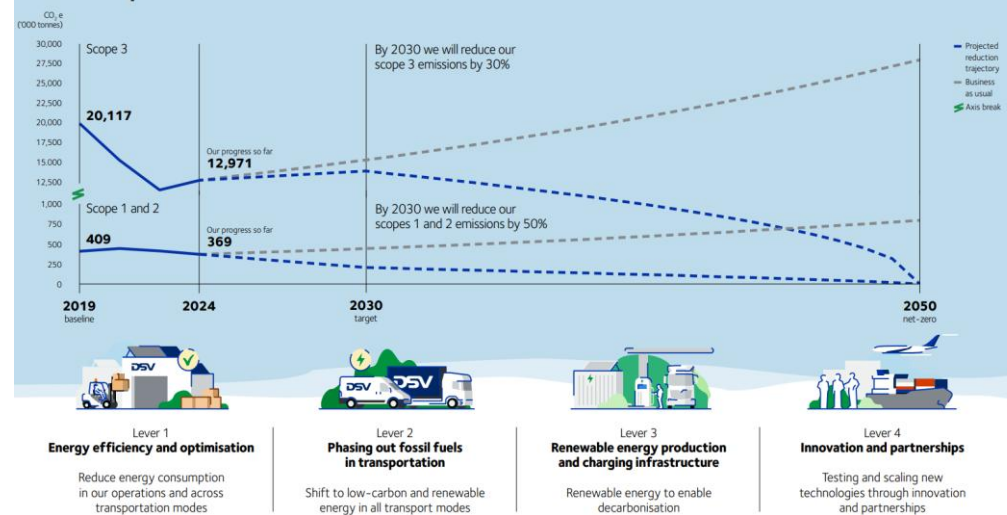 CO₂ e
('000 tonnes)
30,000
27,500
25,000
22,500
20,000
17,500
15,000
12,500
1,000
750
500
250
0
Scope 3
20,117
Our progress so far
12,971
By 2030 we will reduce our
scope 3 emissions by 30%
Projected
reduction
trajectory
Business
as usual
Axis break
Scope 1 and 2
409
Our progress so far
369
By 2030 we will reduce our
scopes 1 and 2 emissions by 50%
2019
baseline
2024
2030
target
2050
net-zero
DSV
DSV
DSV
Lever 1
Energy efficiency and optimisation
Reduce energy consumption
in our operations and across
transportation modes
Lever 2
Phasing out fossil fuels
in transportation
Shift to low-carbon and renewable
energy in all transport modes
Lever 3
Renewable energy production
and charging infrastructure
Renewable energy to enable
decarbonisation
Lever 4
Innovation and partnerships
Testing and scaling new
technologies through innovation
and partnerships